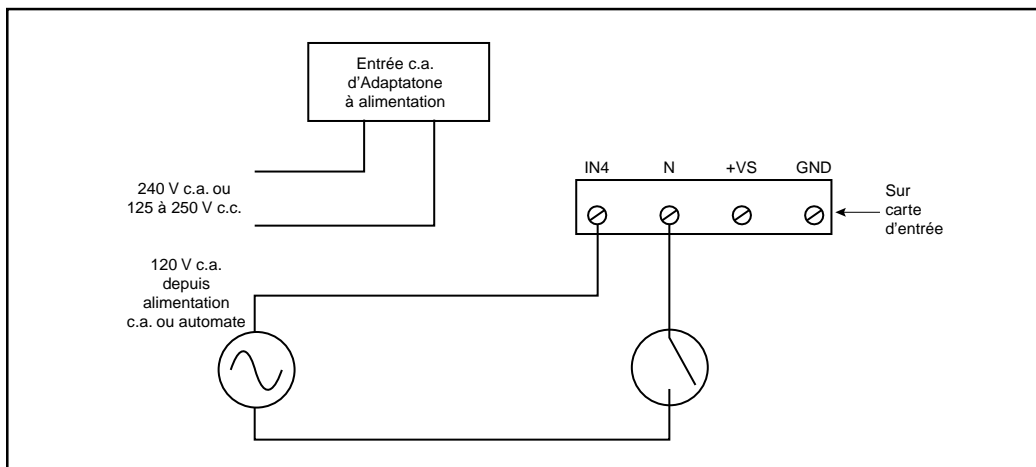 Entrée c.a.
d'Adaptatone
à alimentation
240 V c.a. ou
125 à 250 V c.c.
IN4 N +VS GND
Sur
carte
d'entrée
120 V c.a.
depuis
alimentation
c.a. ou automate